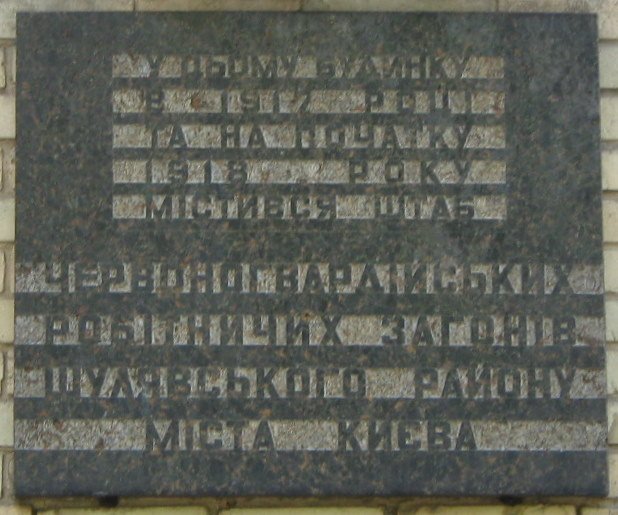 У ЦЬОМУ БУДИНКУ
В 1917 РОЦІ
ТА НА ПОЧАТКУ
1918 РОКУ
МІСТИВСЯ ШТАБ
ЧЕРВОНОГВАРДІЙСЬКИХ
РОБІТНИЧИХ ЗАГОНІВ
ШУЛЯВСЬКОГО РАЙОНУ
МІСТА КИЄВА